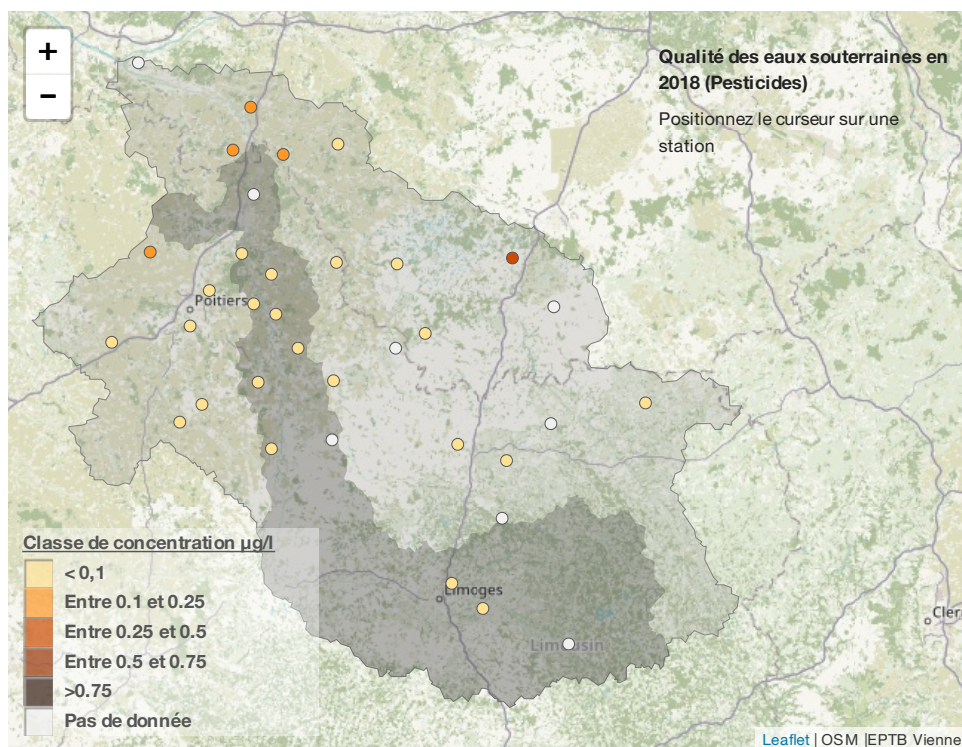 +
−
Qualité des eaux souterraines en
2018 (Pesticides)
Positionnez le curseur sur une
station
Poitiers
Classe de concentration µg/l
< 0,1
Entre 0.1 et 0.25
Entre 0.25 et 0.5
Entre 0.5 et 0.75
>0.75
Pas de donnée
Limoges
Limousin
Cler
Leaflet | OSM |EPTB Vienne